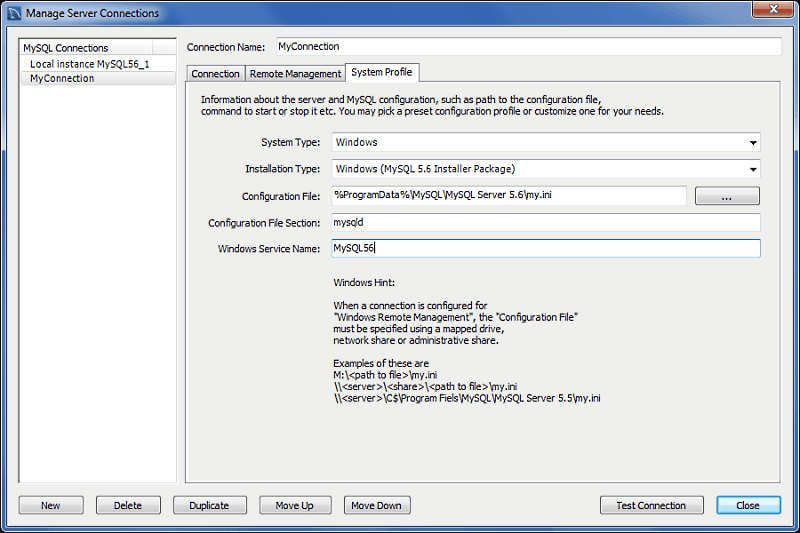 Manage Server Connections
MySQL Connections
Local instance MySQL56_1
MyConnection
Connection Name: MyConnection
Connection Remote Management System Profile
Information about the server and MySQL configuration, such as path to the configuration file,
command to start or stop it etc. You may pick a preset configuration profile or customize one for your needs.
System Type: Windows
Installation Type: Windows (MySQL 5.6 Installer Package)
Configuration File: %ProgramData%\MySQL\MySQL Server 5.6\my.ini ...
Configuration File Section: mysqld
Windows Service Name: MySQL56
Windows Hint:
When a connection is configured for
"Windows Remote Management", the "Configuration File"
must be specified using a mapped drive,
network share or administrative share.
Examples of these are
M:\<path to file>\my.ini
\\<server>\<share>\<path to file>\my.ini
\\<server>\C$\Program Fiels\MySQL\MySQL Server 5.5\my.ini
New Delete Duplicate Move Up Move Down Test Connection Close